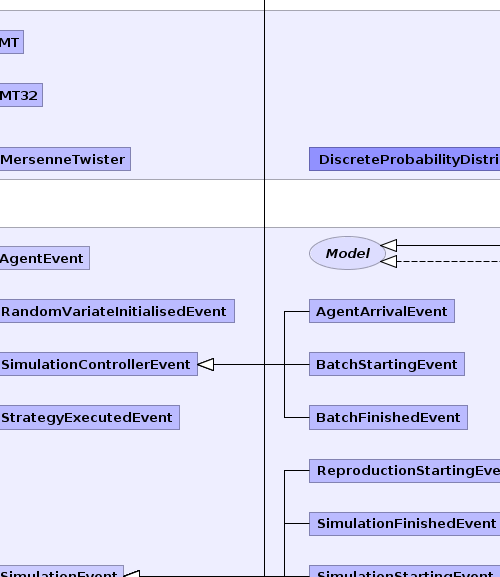 MT
MT32
MersenneTwister
DiscreteProbabilityDistri
Model
AgentEvent
RandomVariateInitialisedEvent
AgentArrivalEvent
SimulationControllerEvent
BatchStartingEvent
StrategyExecutedEvent
BatchFinishedEvent
ReproductionStartingEve
SimulationFinishedEvent
SimulationEvent
SimulationStartingEvent